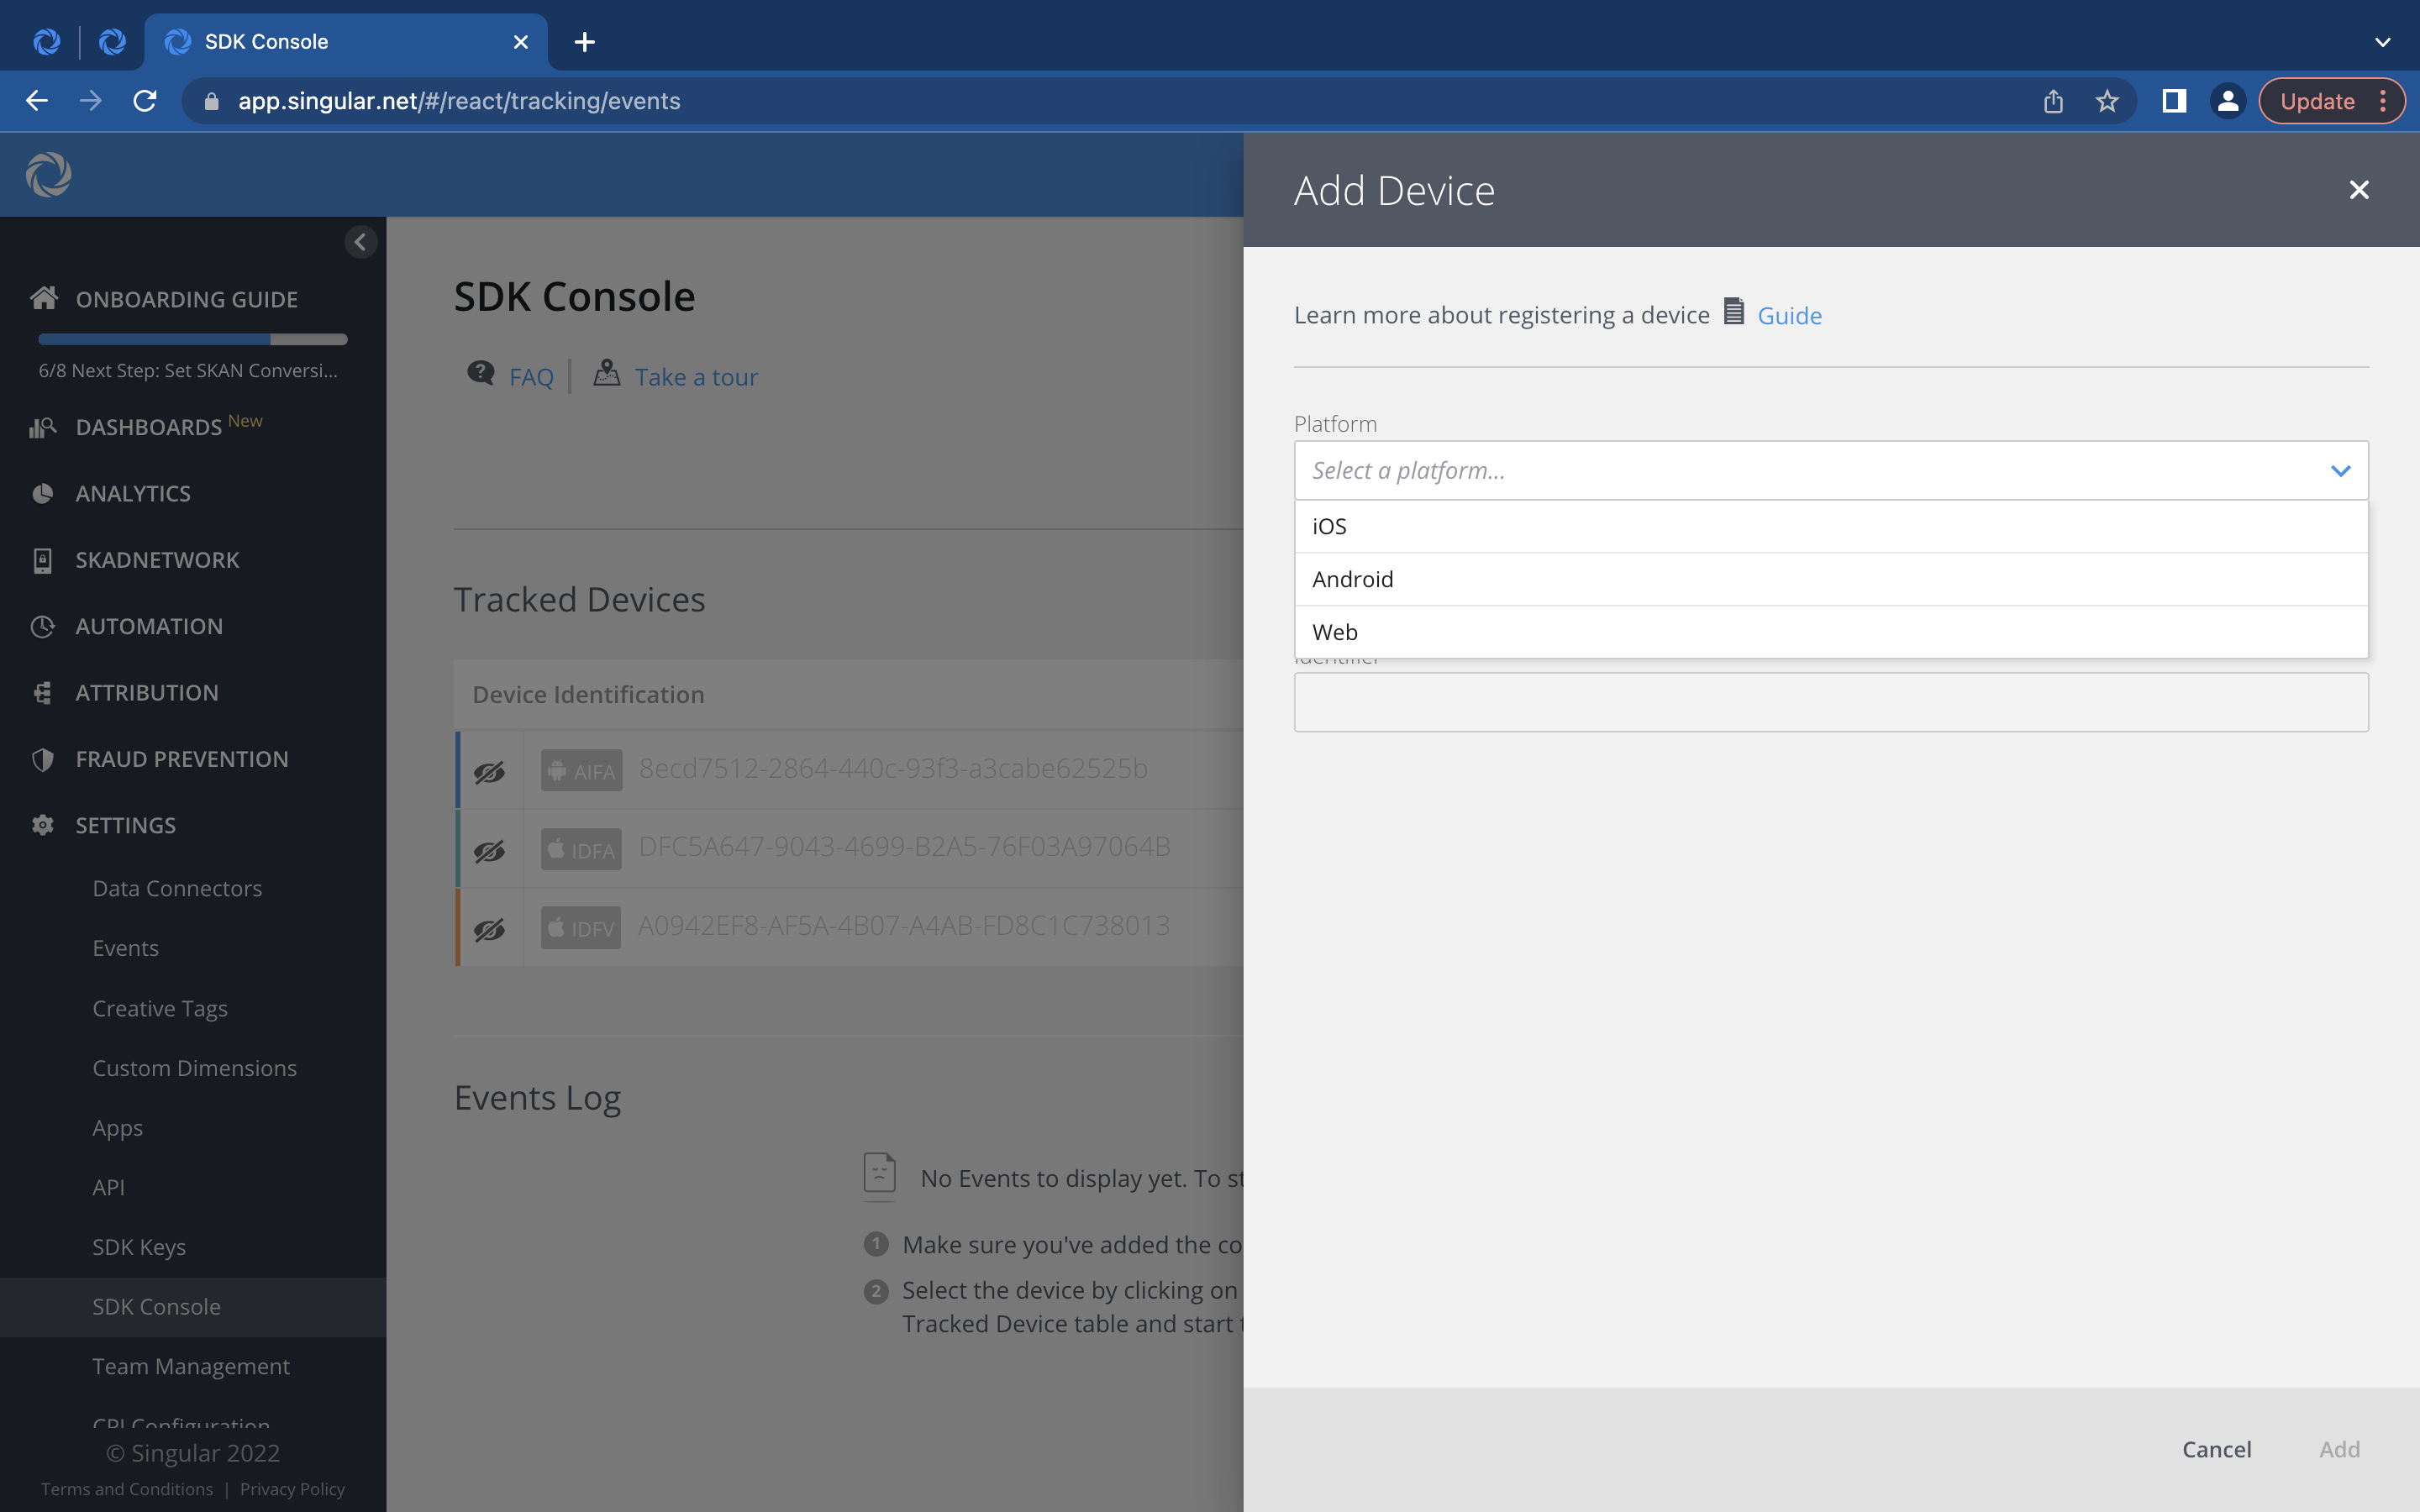 SDK Console
app.singular.net/#/react/tracking/events
Update
ONBOARDING GUIDE
6/8 Next Step: Set SKAN Conversi...
DASHBOARDS New
ANALYTICS
SKADNETWORK
AUTOMATION
ATTRIBUTION
FRAUD PREVENTION
SETTINGS
Data Connectors
Events
Creative Tags
Custom Dimensions
Apps
API
SDK Keys
SDK Console
Team Management
CPI Configuration
© Singular 2022
Terms and Conditions | Privacy Policy
SDK Console
FAQ | Take a tour
Tracked Devices
Device Identification
AIFA 8ecd7512-2864-440c-93f3-a3cabe62525b
IDFA DFC5A647-9043-4699-B2A5-76F03A97064B
IDFV A0942EF8-AF5A-4B07-A4AB-FD8C1C738013
Events Log
No Events to display yet. To st
1 Make sure you've added the co
2 Select the device by clicking on
Tracked Device table and start
Add Device
Learn more about registering a device Guide
Platform
Select a platform...
iOS
Android
Web
Identifier
Cancel Add